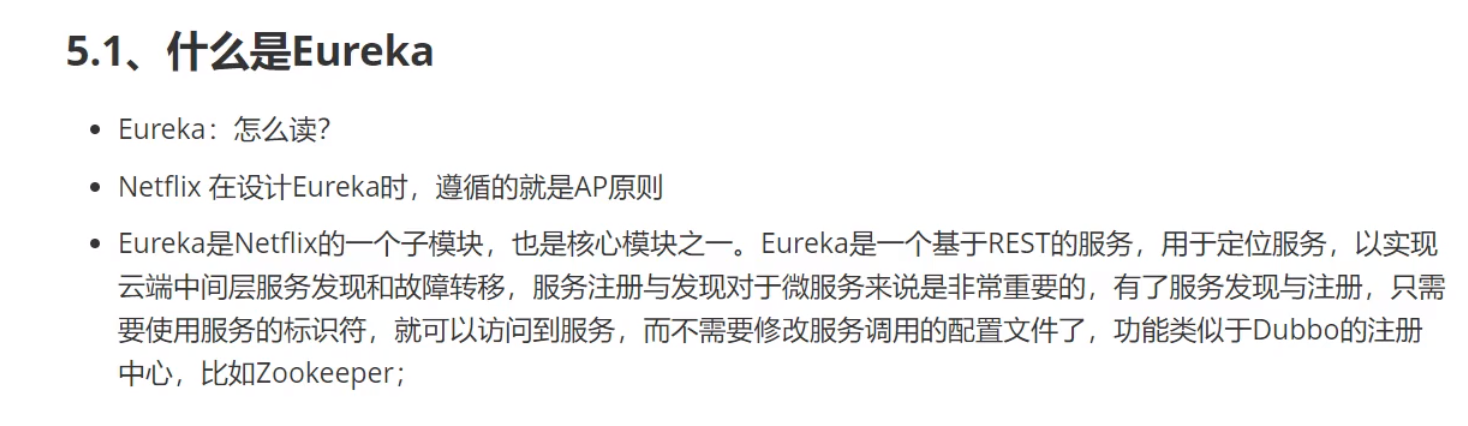 5.1、什么是Eureka
• Eureka：怎么读？
• Netflix 在设计Eureka时，遵循的就是AP原则
• Eureka是Netflix的一个子模块，也是核心模块之一。Eureka是一个基于REST的服务，用于定位服务，以实现
云端中间层服务发现和故障转移，服务注册与发现对于微服务来说是非常重要的，有了服务发现与注册，只需
要使用服务的标识符，就可以访问到服务，而不需要修改服务调用的配置文件了，功能类似于Dubbo的注册
中心，比如Zookeeper；